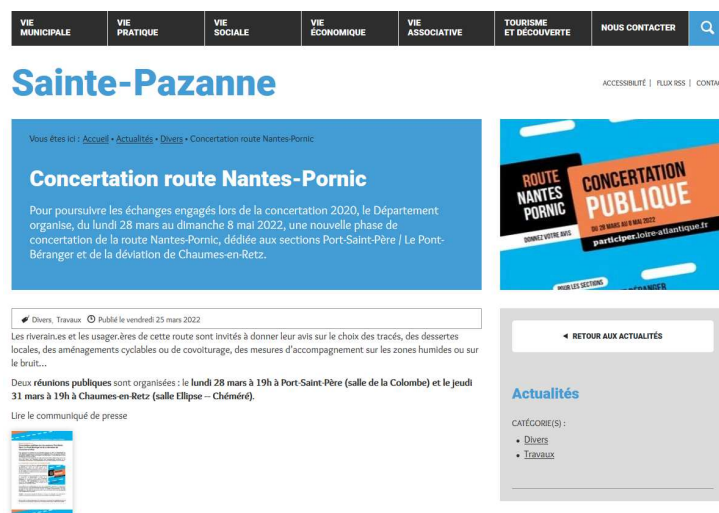 VIE
MUNICIPALE
VIE
PRATIQUE
VIE
SOCIALE
VIE
ÉCONOMIQUE
VIE
ASSOCIATIVE
TOURISME
ET DÉCOUVERTE
NOUS CONTACTER
Sainte-Pazanne
ACCESSIBILITÉ | FLUX RSS | CONTAC
Vous êtes ici : Accueil • Actualités • Divers • Concertation route Nantes-Pornic
Concertation route Nantes-Pornic
Pour poursuivre les échanges engagés lors de la concertation 2020, le Département
organise, du lundi 28 mars au dimanche 8 mai 2022, une nouvelle phase de
concertation de la route Nantes-Pornic, dédiée aux sections Port-Saint-Père / Le Pont-
Béranger et de la déviation de Chaumes-en-Retz.
ROUTE
NANTES
PORNIC
DONNEZ VOTRE AVIS
CONCERTATION
PUBLIQUE
DU 28 MARS AU 8 MAI 2022
participer.loire-atlantique.fr
POUR LES SECTIONS
Divers, Travaux Publié le vendredi 25 mars 2022
Les riverain.es et les usager.ères de cette route sont invités à donner leur avis sur le choix des tracés, des dessertes
locales, des aménagements cyclables ou de covoiturage, des mesures d'accompagnement sur les zones humides ou sur
le bruit…
Deux réunions publiques sont organisées : le lundi 28 mars à 19h à Port-Saint-Père (salle de la Colombe) et le jeudi
31 mars à 19h à Chaumes-en-Retz (salle Ellipse – Chéméré).
Lire le communiqué de presse
◄ RETOUR AUX ACTUALITÉS
Actualités
CATÉGORIE(S) :
• Divers
• Travaux